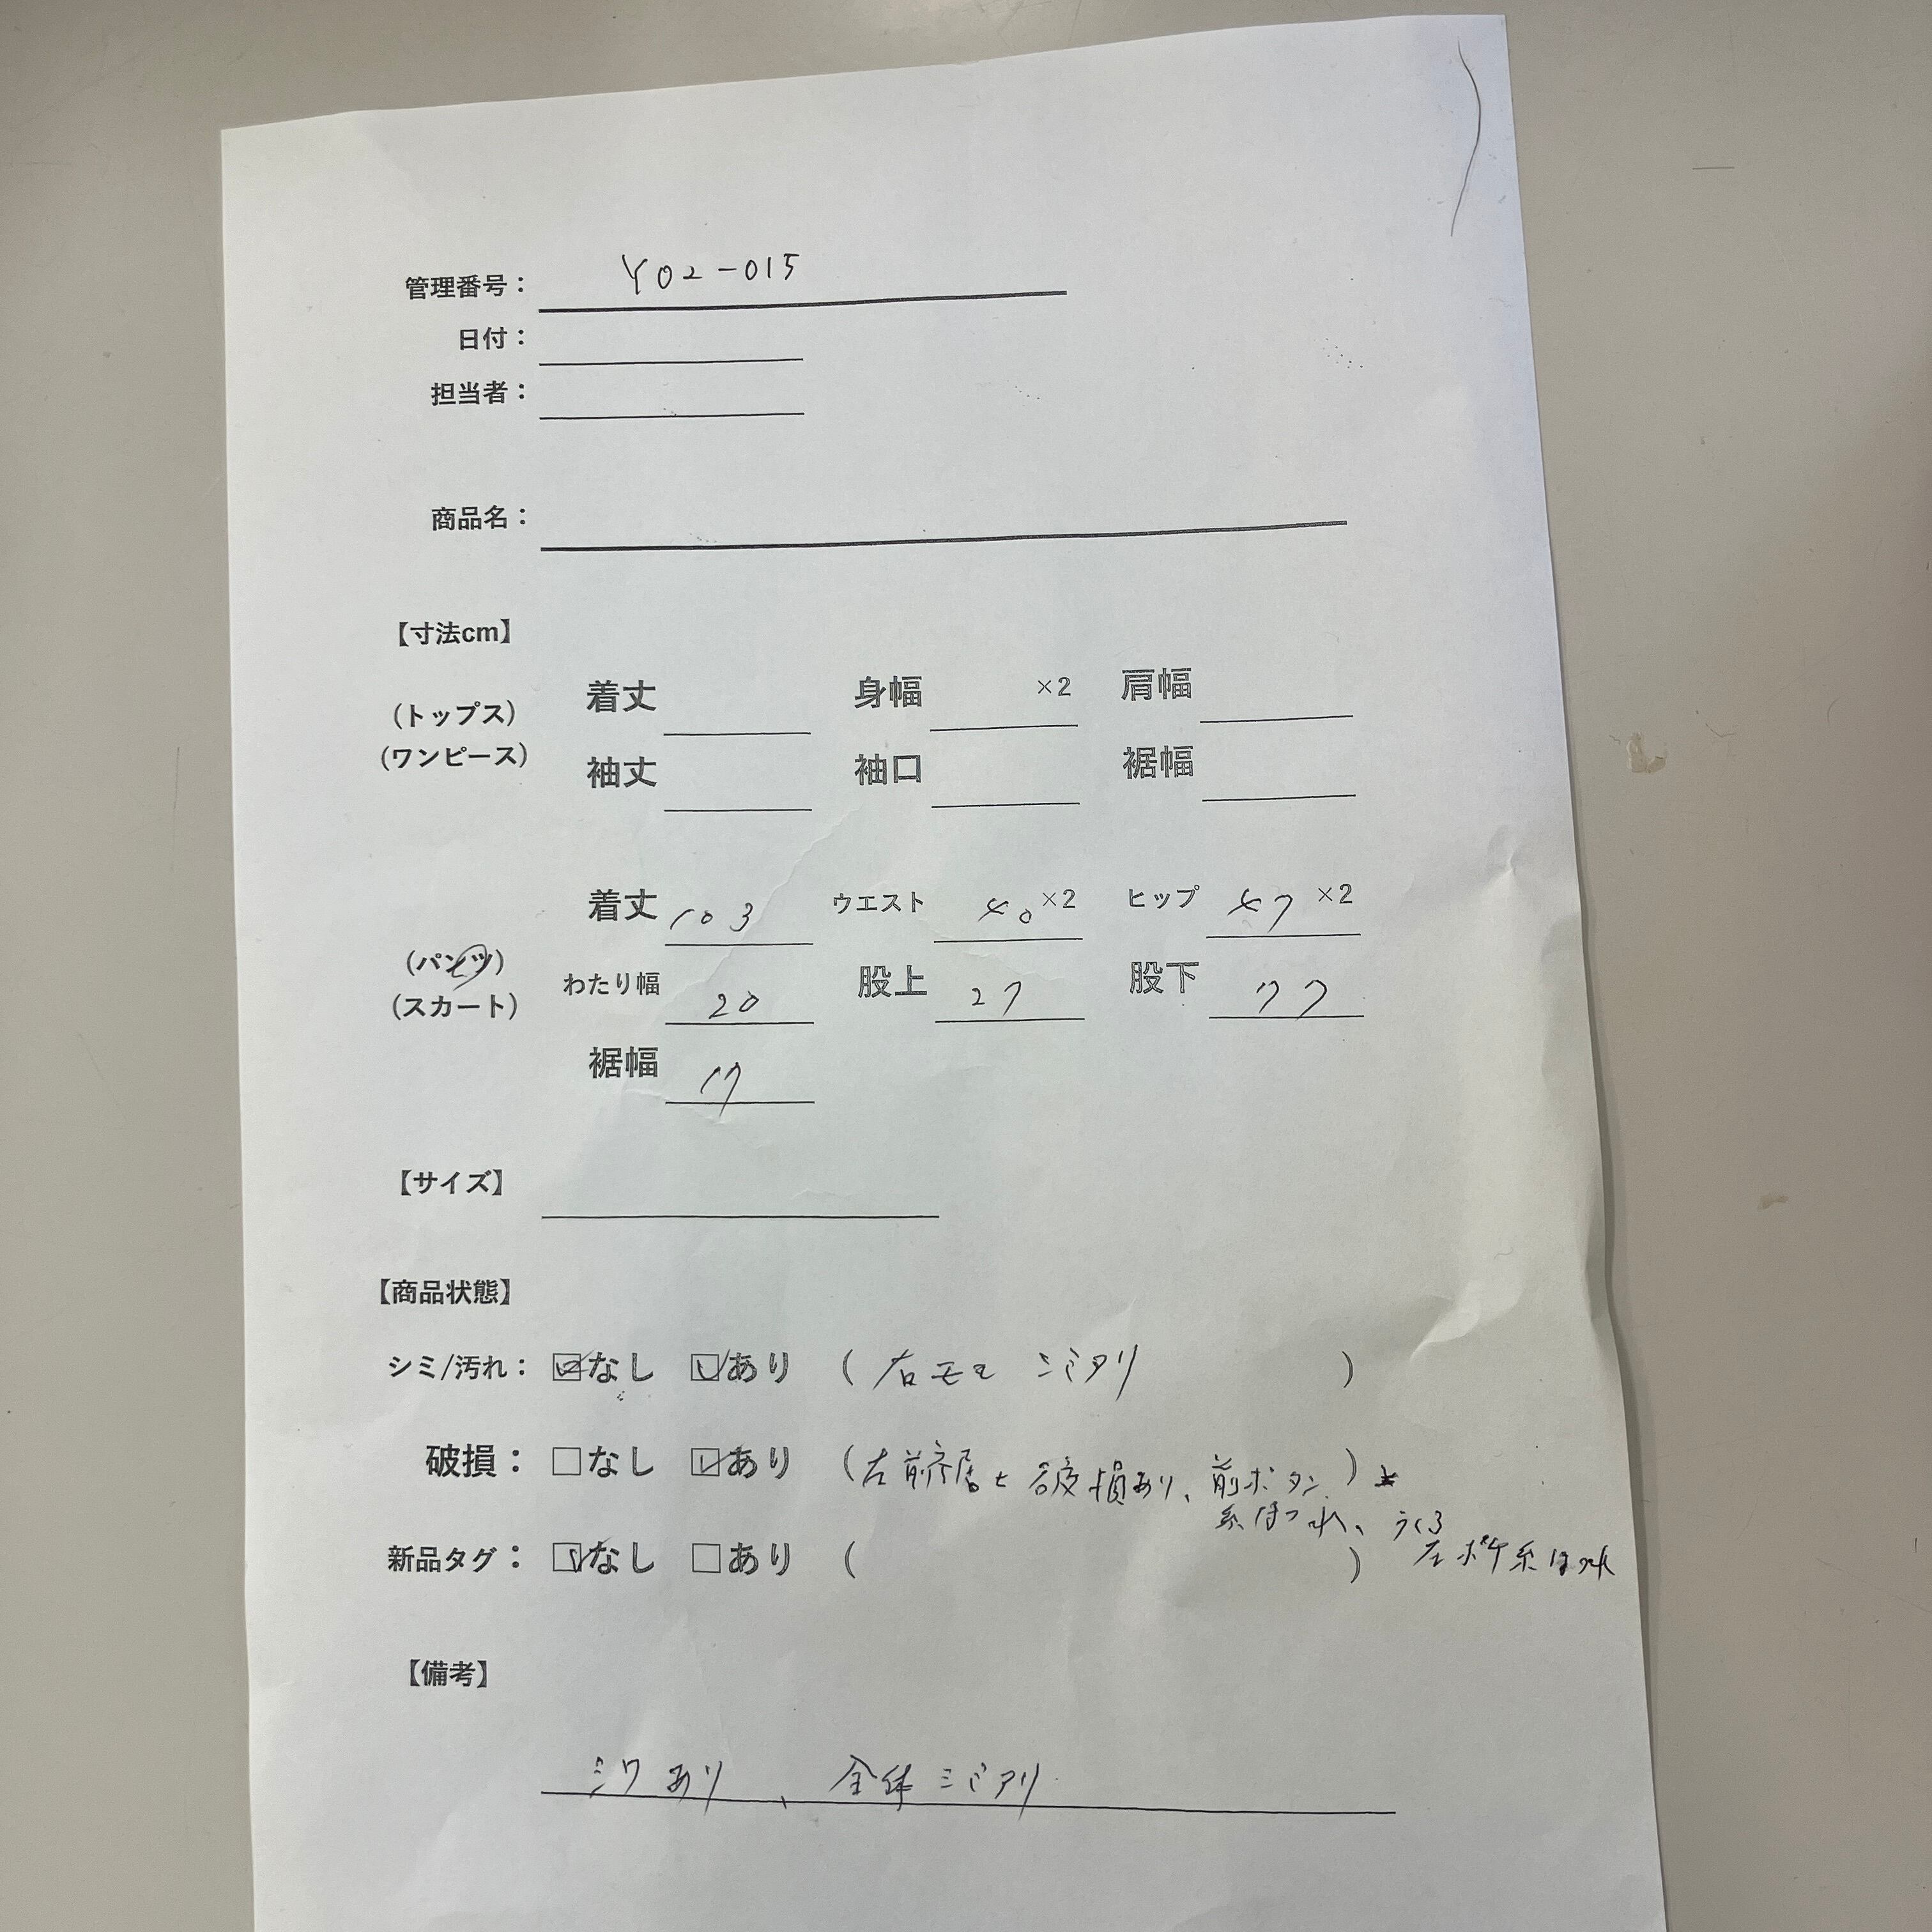 管理番号： Y02-015
日付：
担当者：
商品名：
【寸法cm】
(トップス)
(ワンピース)
着丈 身幅 ×2 肩幅
袖丈 袖口 裾幅
(パンツ)
(スカート)
着丈 103 ウエスト 40 ×2 ヒップ 47 ×2
わたり幅 20 股上 27 股下 77
裾幅 17
【サイズ】
【商品状態】
シミ/汚れ： なし あり (右モモ シミアリ)
破損： なし あり (左前 破損あり、前ボタン)
糸ほつれ、うしろ
左ポケ糸ほつれ
新品タグ： なし あり ( )
【備考】
シワあり、全体シミアリ